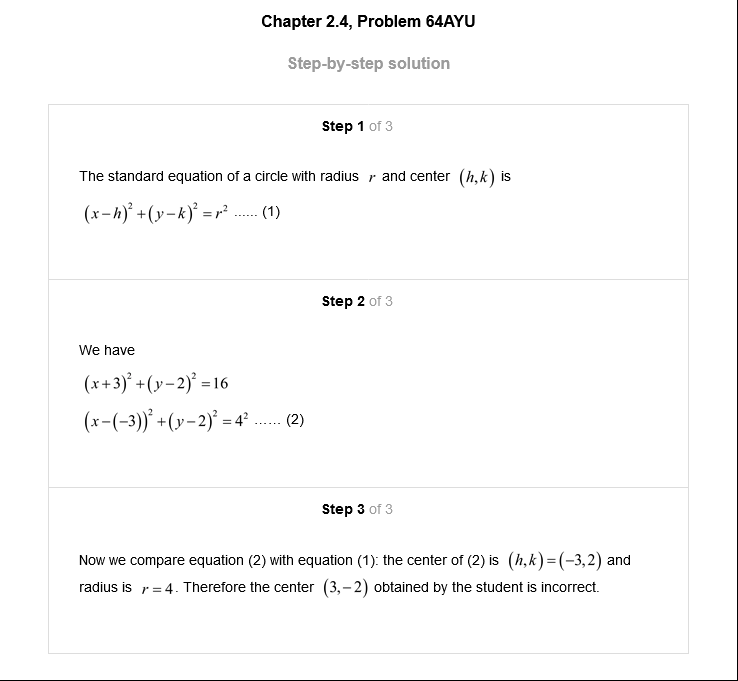 Chapter 2.4, Problem 64AYU
Step-by-step solution
Step 1 of 3
The standard equation of a circle with radius r and center (h,k) is
(x−h)²+(y−k)²=r² ...... (1)
Step 2 of 3
We have
(x+3)²+(y−2)²=16
(x−(−3))²+(y−2)²=4² ...... (2)
Step 3 of 3
Now we compare equation (2) with equation (1): the center of (2) is (h,k)=(−3,2) and
radius is r=4. Therefore the center (3,−2) obtained by the student is incorrect.